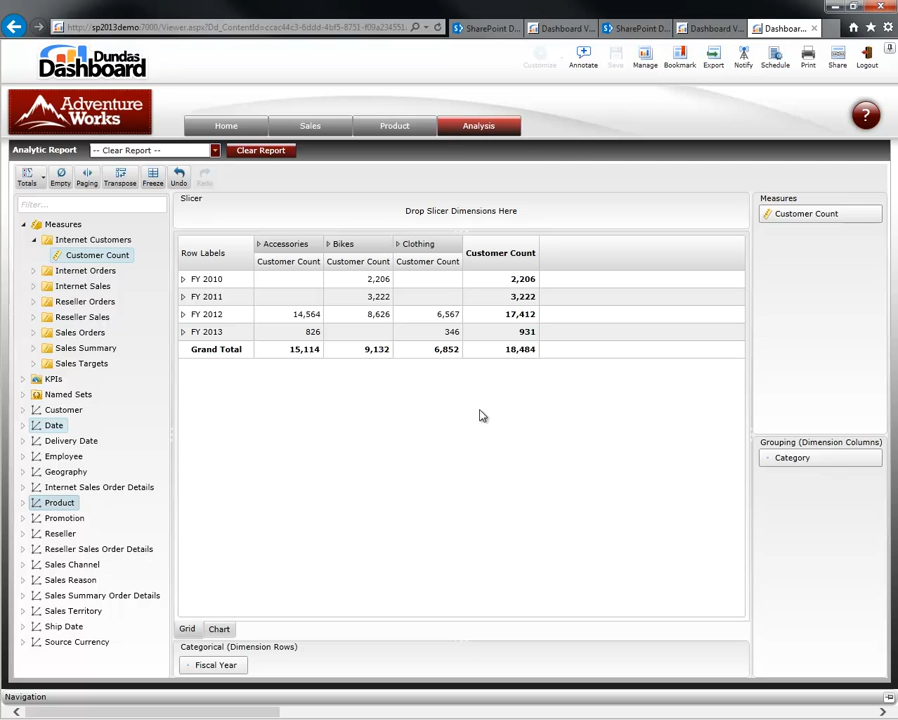 http://sp2013demo:7000/Viewer.aspx?Dd_ContentId=ccec44c3-6ddd-4bf5-8751-f09a234551
SharePoint D... Dashboard V... SharePoint D... Dashboard V... Dashboar...
Dundas
Dashboard
Customize Annotate Save Manage Bookmark Export Notify Schedule Print Share Logout
Adventure
Works
Home Sales Product Analysis
?
Analytic Report -- Clear Report -- Clear Report
Totals Empty Paging Transpose Freeze Undo Redo
Filter...
Measures
Internet Customers
Customer Count
Internet Orders
Internet Sales
Reseller Orders
Reseller Sales
Sales Orders
Sales Summary
Sales Targets
KPIs
Named Sets
Customer
Date
Delivery Date
Employee
Geography
Internet Sales Order Details
Product
Promotion
Reseller
Reseller Sales Order Details
Sales Channel
Sales Reason
Sales Summary Order Details
Sales Territory
Ship Date
Source Currency
Slicer
Drop Slicer Dimensions Here
Row Labels Accessories Bikes Clothing Customer Count
Customer Count Customer Count Customer Count
FY 2010 2,206 2,206
FY 2011 3,222 3,222
FY 2012 14,564 8,626 6,567 17,412
FY 2013 826 346 931
Grand Total 15,114 9,132 6,852 18,484
Grid Chart
Categorical (Dimension Rows)
Fiscal Year
Measures
Customer Count
Grouping (Dimension Columns)
Category
Navigation